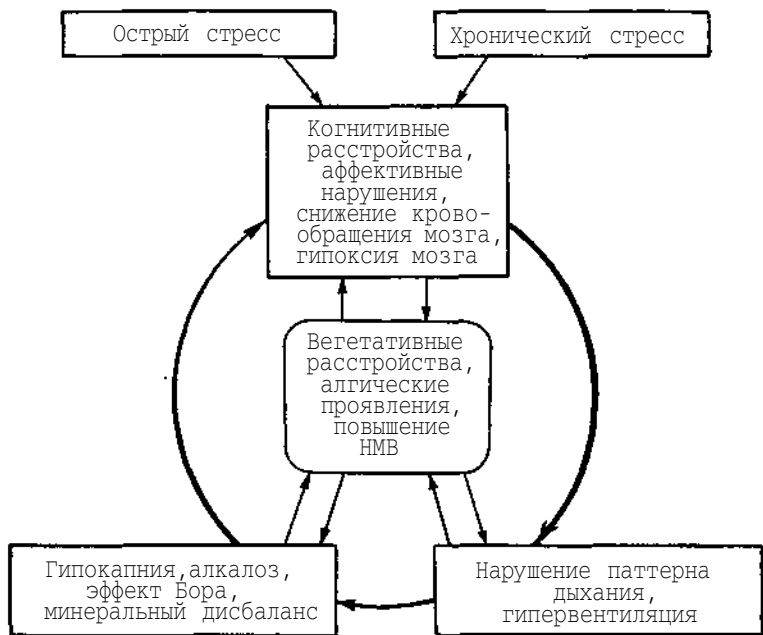 Острый стресс
Хронический стресс
Когнитивные
расстройства,
аффективные
нарушения,
снижение крово-
обращения мозга,
гипоксия мозга
Вегетативные
расстройства,
алгические
проявления,
повышение
НМВ
Гипокапния,алкалоз,
эффект Бора,
минеральный дисбаланс
Нарушение паттерна
дыхания,
гипервентиляция